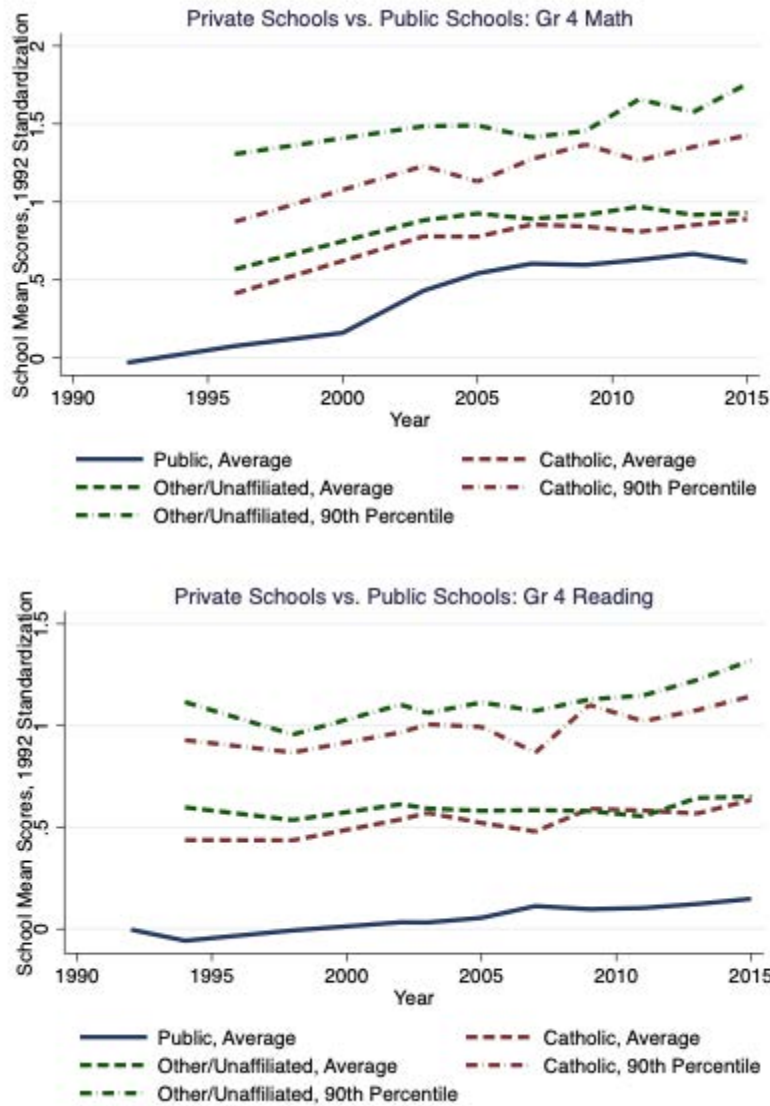 Private Schools vs. Public Schools: Gr 4 Math
School Mean Scores, 1992 Standardization
2
1.5
1
.5
0
1990 1995 2000 2005 2010 2015
Year
Public, Average Catholic, Average
Other/Unaffiliated, Average Catholic, 90th Percentile
Other/Unaffiliated, 90th Percentile
Private Schools vs. Public Schools: Gr 4 Reading
School Mean Scores, 1992 Standardization
1.5
1
.5
0
1990 1995 2000 2005 2010 2015
Year
Public, Average Catholic, Average
Other/Unaffiliated, Average Catholic, 90th Percentile
Other/Unaffiliated, 90th Percentile